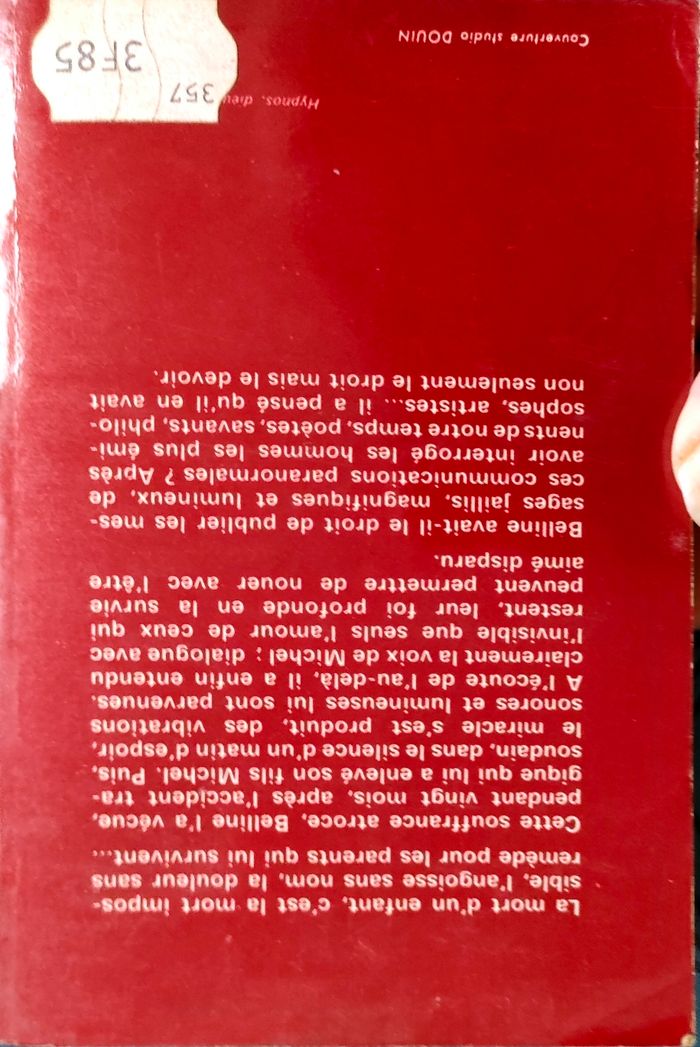 La mort d'un enfant, c'est la mort impos-
sible, l'angoisse sans nom, la douleur sans
remède pour les parents qui lui survivent...
Cette souffrance atroce, Belline l'a vécue,
pendant vingt mois, après l'accident tra-
gique qui lui a enlevé son fils Michel. Puis,
soudain, dans le silence d'un matin d'espoir,
le miracle s'est produit, des vibrations
sonores et lumineuses lui sont parvenues.
A l'écoute de l'au-delà, il a enfin entendu
clairement la voix de Michel ; dialogue avec
l'invisible que seuls l'amour de ceux qui
restent, leur foi profonde en la survie
peuvent permettre de nouer avec l'être
aimé disparu.
Belline avait-il le droit de publier les mes-
sages jaillis, magnifiques et lumineux, de
ces communications paranormales ? Après
avoir interrogé les hommes les plus émi-
nents de notre temps, poètes, savants, philo-
sophes, artistes... il a pensé qu'il en avait
non seulement le droit mais le devoir.
Hypnos, dieu
357
3F85
Couverture studio DOUIN